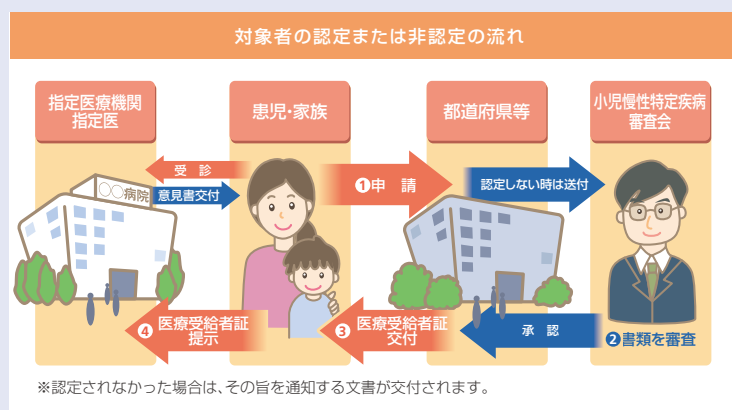 対象者の認定または非認定の流れ
指定医療機関
指定医
患児・家族
都道府県等
小児慢性特定疾病
審査会
受 診
〇〇病院
意見書交付
❶申 請
認定しない時は送付
❹医療受給者証
提示
❸医療受給者証
交付
承 認
❷書類を審査
※認定されなかった場合は、その旨を通知する文書が交付されます。